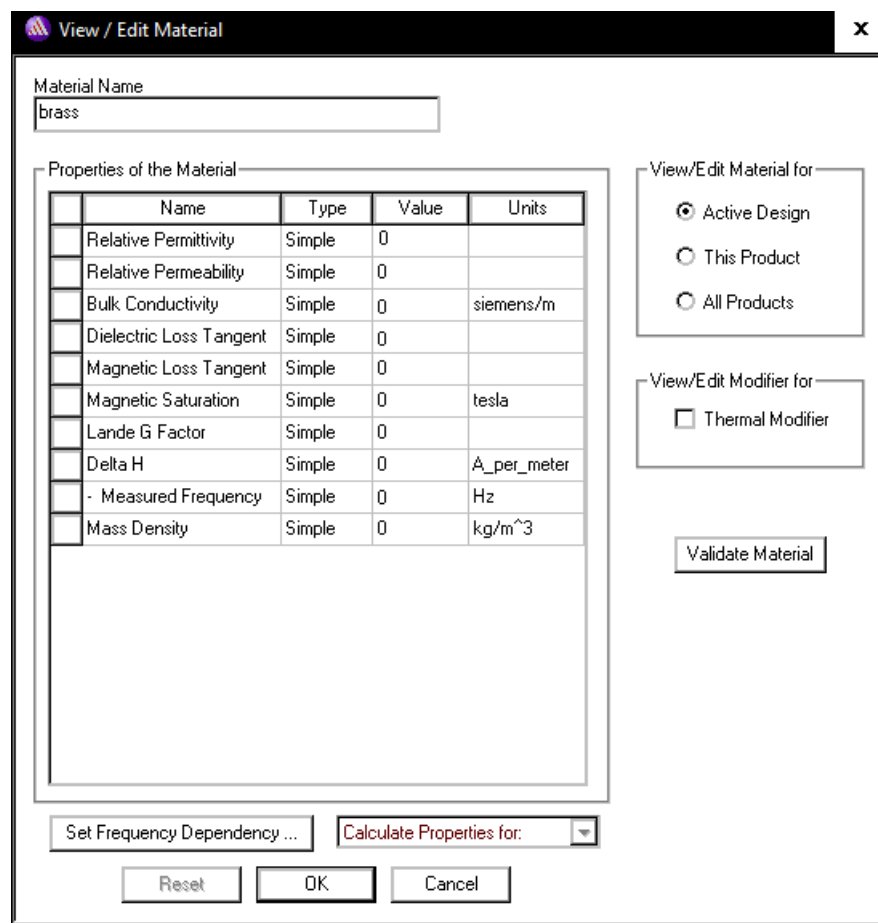 View / Edit Material
x
Material Name
brass
Properties of the Material
Name Type Value Units
Relative Permittivity Simple 0
Relative Permeability Simple 0
Bulk Conductivity Simple 0 siemens/m
Dielectric Loss Tangent Simple 0
Magnetic Loss Tangent Simple 0
Magnetic Saturation Simple 0 tesla
Lande G Factor Simple 0
Delta H Simple 0 A_per_meter
- Measured Frequency Simple 0 Hz
Mass Density Simple 0 kg/m^3
View/Edit Material for
Active Design
This Product
All Products
View/Edit Modifier for
Thermal Modifier
Validate Material
Set Frequency Dependency ...
Calculate Properties for:
Reset
OK
Cancel